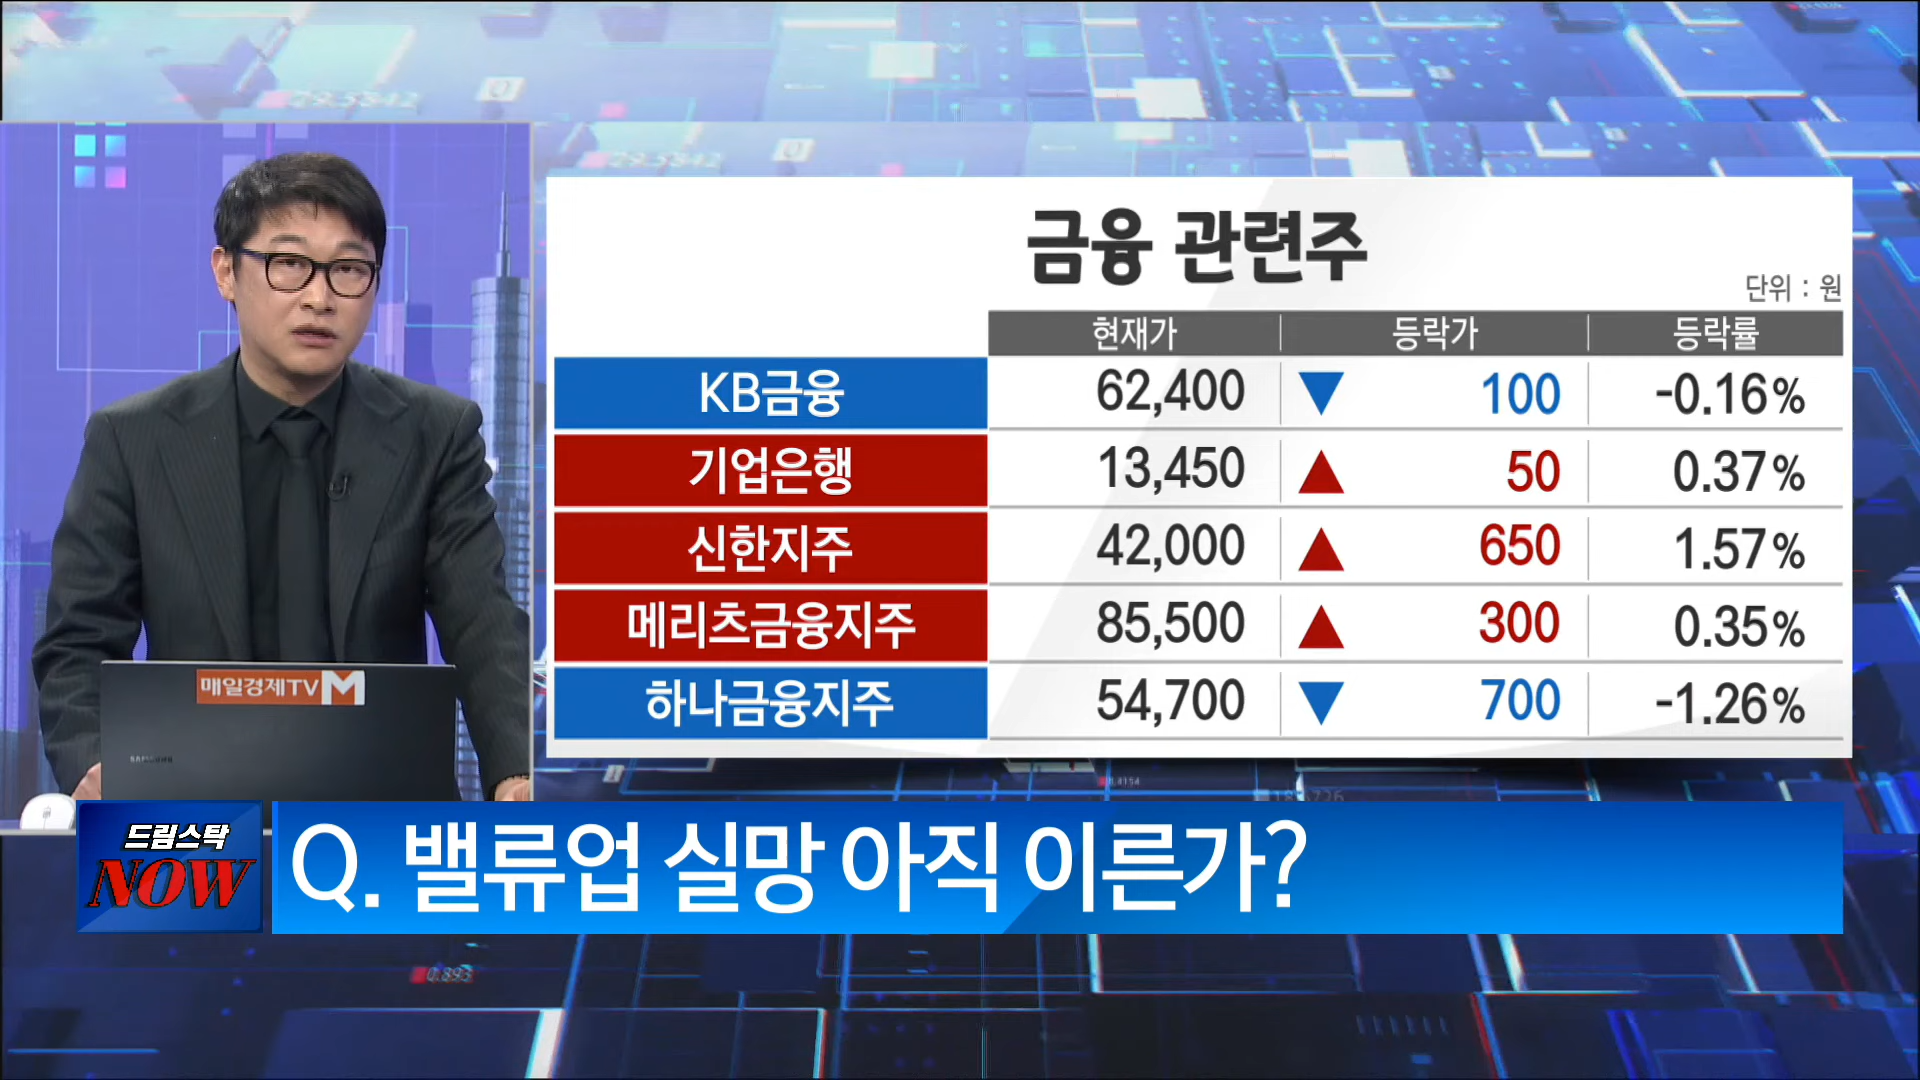 금융 관련주
단위 : 원
현재가 등락가 등락률
KB금융 62,400 ▼ 100 -0.16%
기업은행 13,450 ▲ 50 0.37%
신한지주 42,000 ▲ 650 1.57%
메리츠금융지주 85,500 ▲ 300 0.35%
하나금융지주 54,700 ▼ 700 -1.26%
매일경제TV M
SAMSUNG
드림스탁
NOW
Q. 밸류업 실망 아직 이른가?
0.893